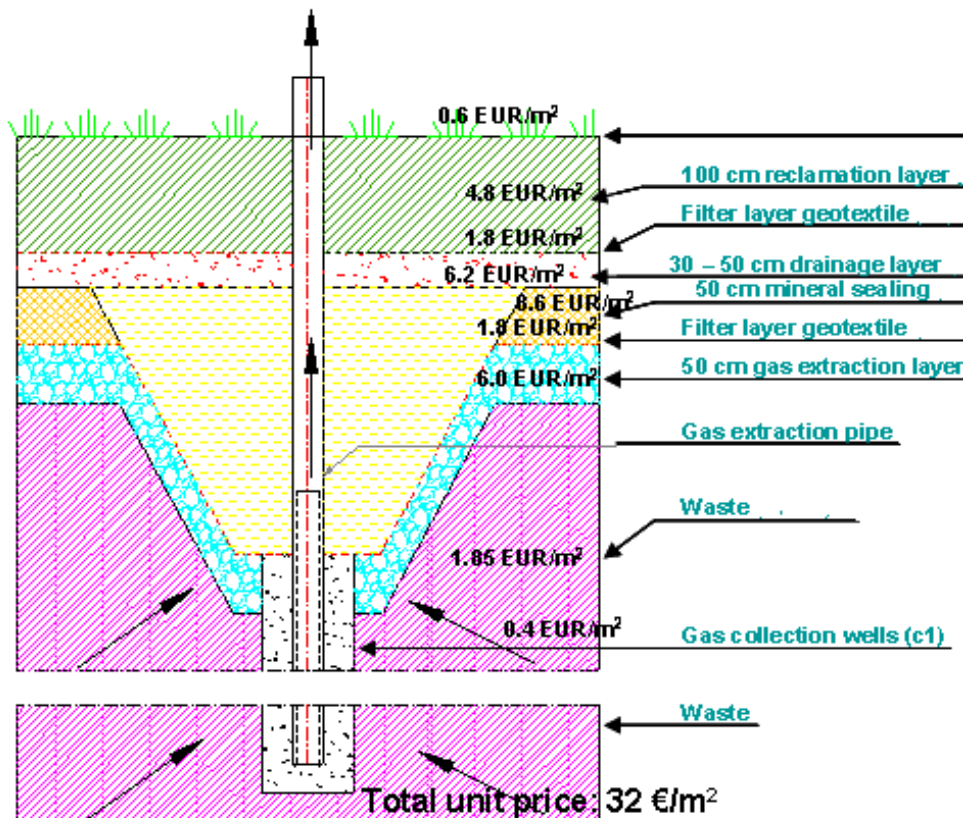 0.6 EUR/m²
100 cm reclamation layer
4.8 EUR/m²
Filter layer geotextile
1.8 EUR/m²
30 – 50 cm drainage layer
6.2 EUR/m²
50 cm mineral sealing
8.6 EUR/m²
1.8 EUR/m²
Filter layer geotextile
50 cm gas extraction layer
6.0 EUR/m²
Gas extraction pipe
Waste
1.85 EUR/m²
0.4 EUR/m²
Gas collection wells (c1)
Waste
Total unit price: 32 €/m²